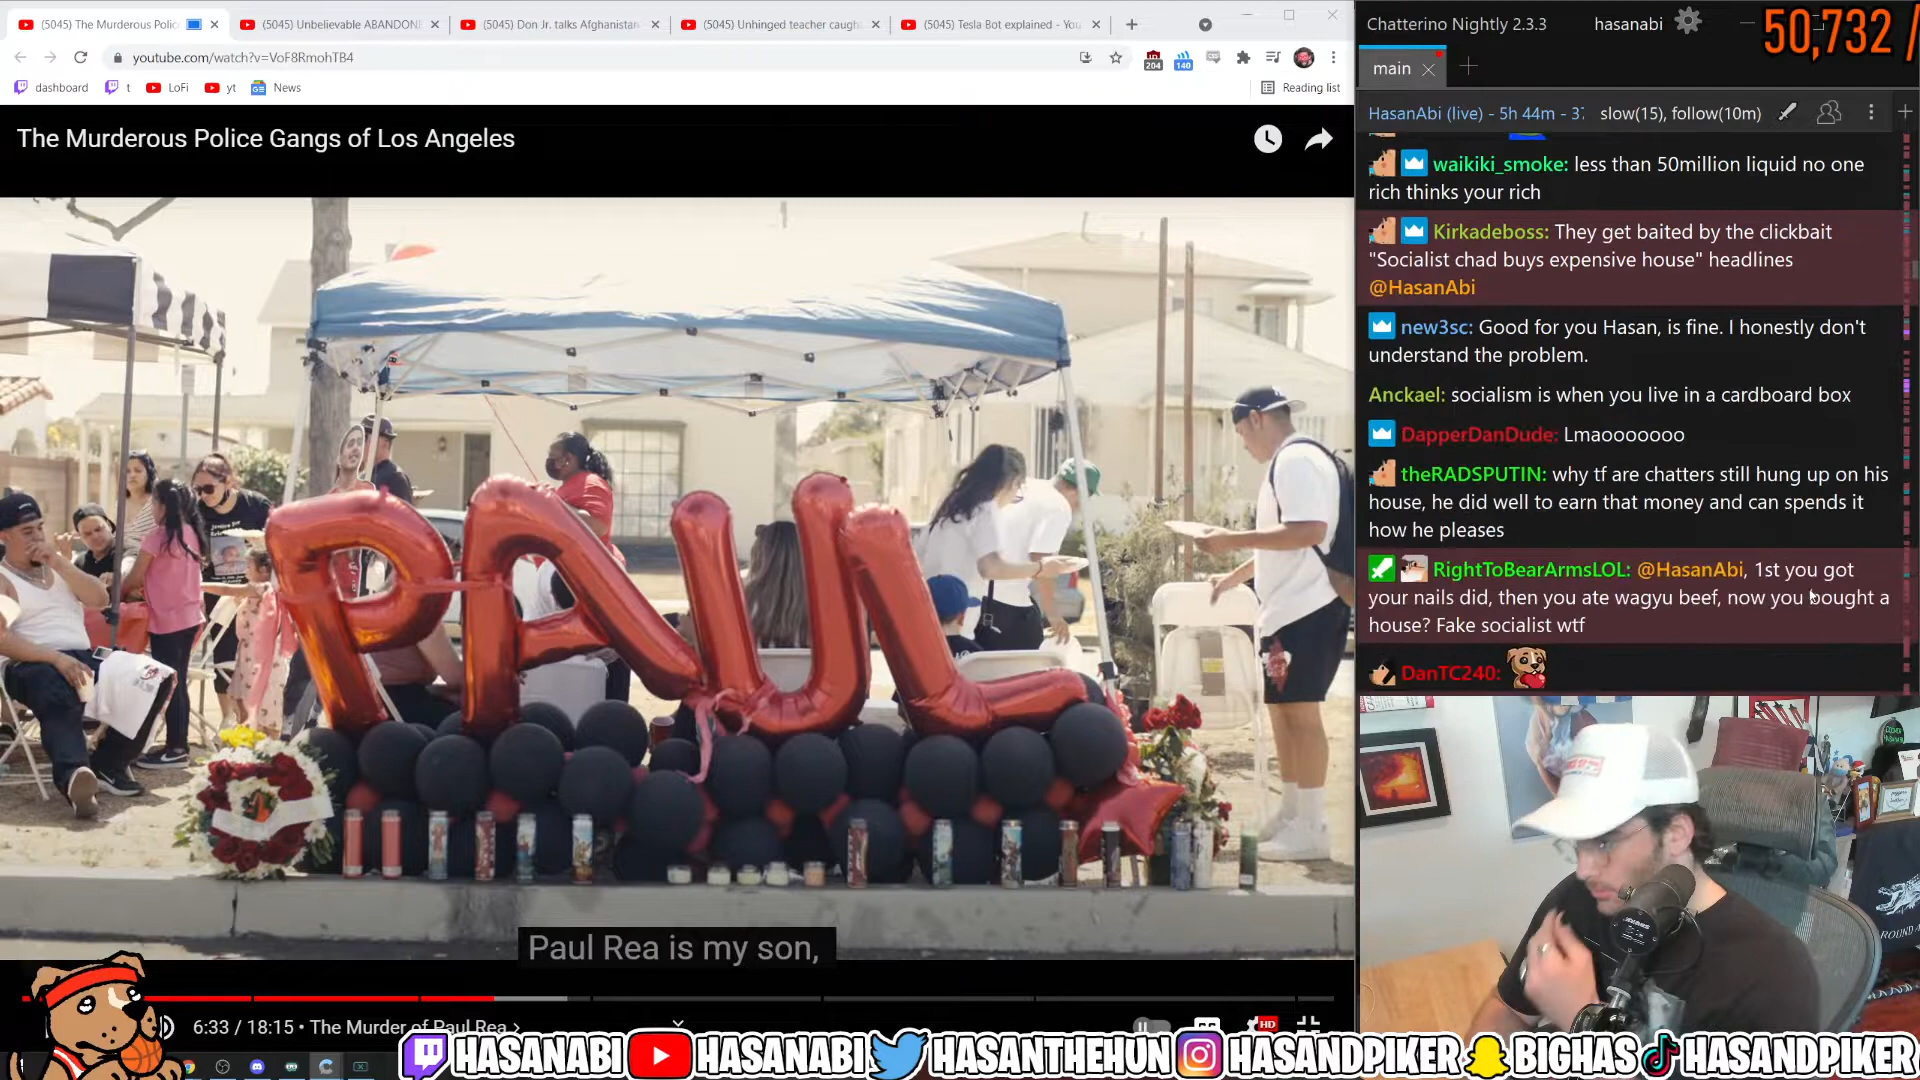 (5045) The Murderous Polic
(5045) Unbelievable ABANDONE
(5045) Don Jr. talks Afghanistan
(5045) Unhinged teacher caught
(5045) Tesla Bot explained - You
youtube.com/watch?v=VoF8RmohTB4
204
140
dashboard
t
LoFi
yt
News
Reading list
The Murderous Police Gangs of Los Angeles
PAUL
Paul Rea is my son,
6:33 / 18:15 • The Murder of Paul Rea
HD
Chatterino Nightly 2.3.3
hasanabi
50,732 /
main
HasanAbi (live) - 5h 44m - 37
slow(15), follow(10m)
waikiki_smoke: less than 50million liquid no one
rich thinks your rich
Kirkadeboss: They get baited by the clickbait
"Socialist chad buys expensive house" headlines
@HasanAbi
new3sc: Good for you Hasan, is fine. I honestly don't
understand the problem.
Anckael: socialism is when you live in a cardboard box
DapperDanDude: Lmaooooooo
theRADSPUTIN: why tf are chatters still hung up on his
house, he did well to earn that money and can spends it
how he pleases
RightToBearArmsLOL: @HasanAbi, 1st you got
your nails did, then you ate wagyu beef, now you bought a
house? Fake socialist wtf
DanTC240:
HASANABI
HASANABI
HASANTHEHUN
HASANDPIKER
BIGHAS
HASANDPIKER